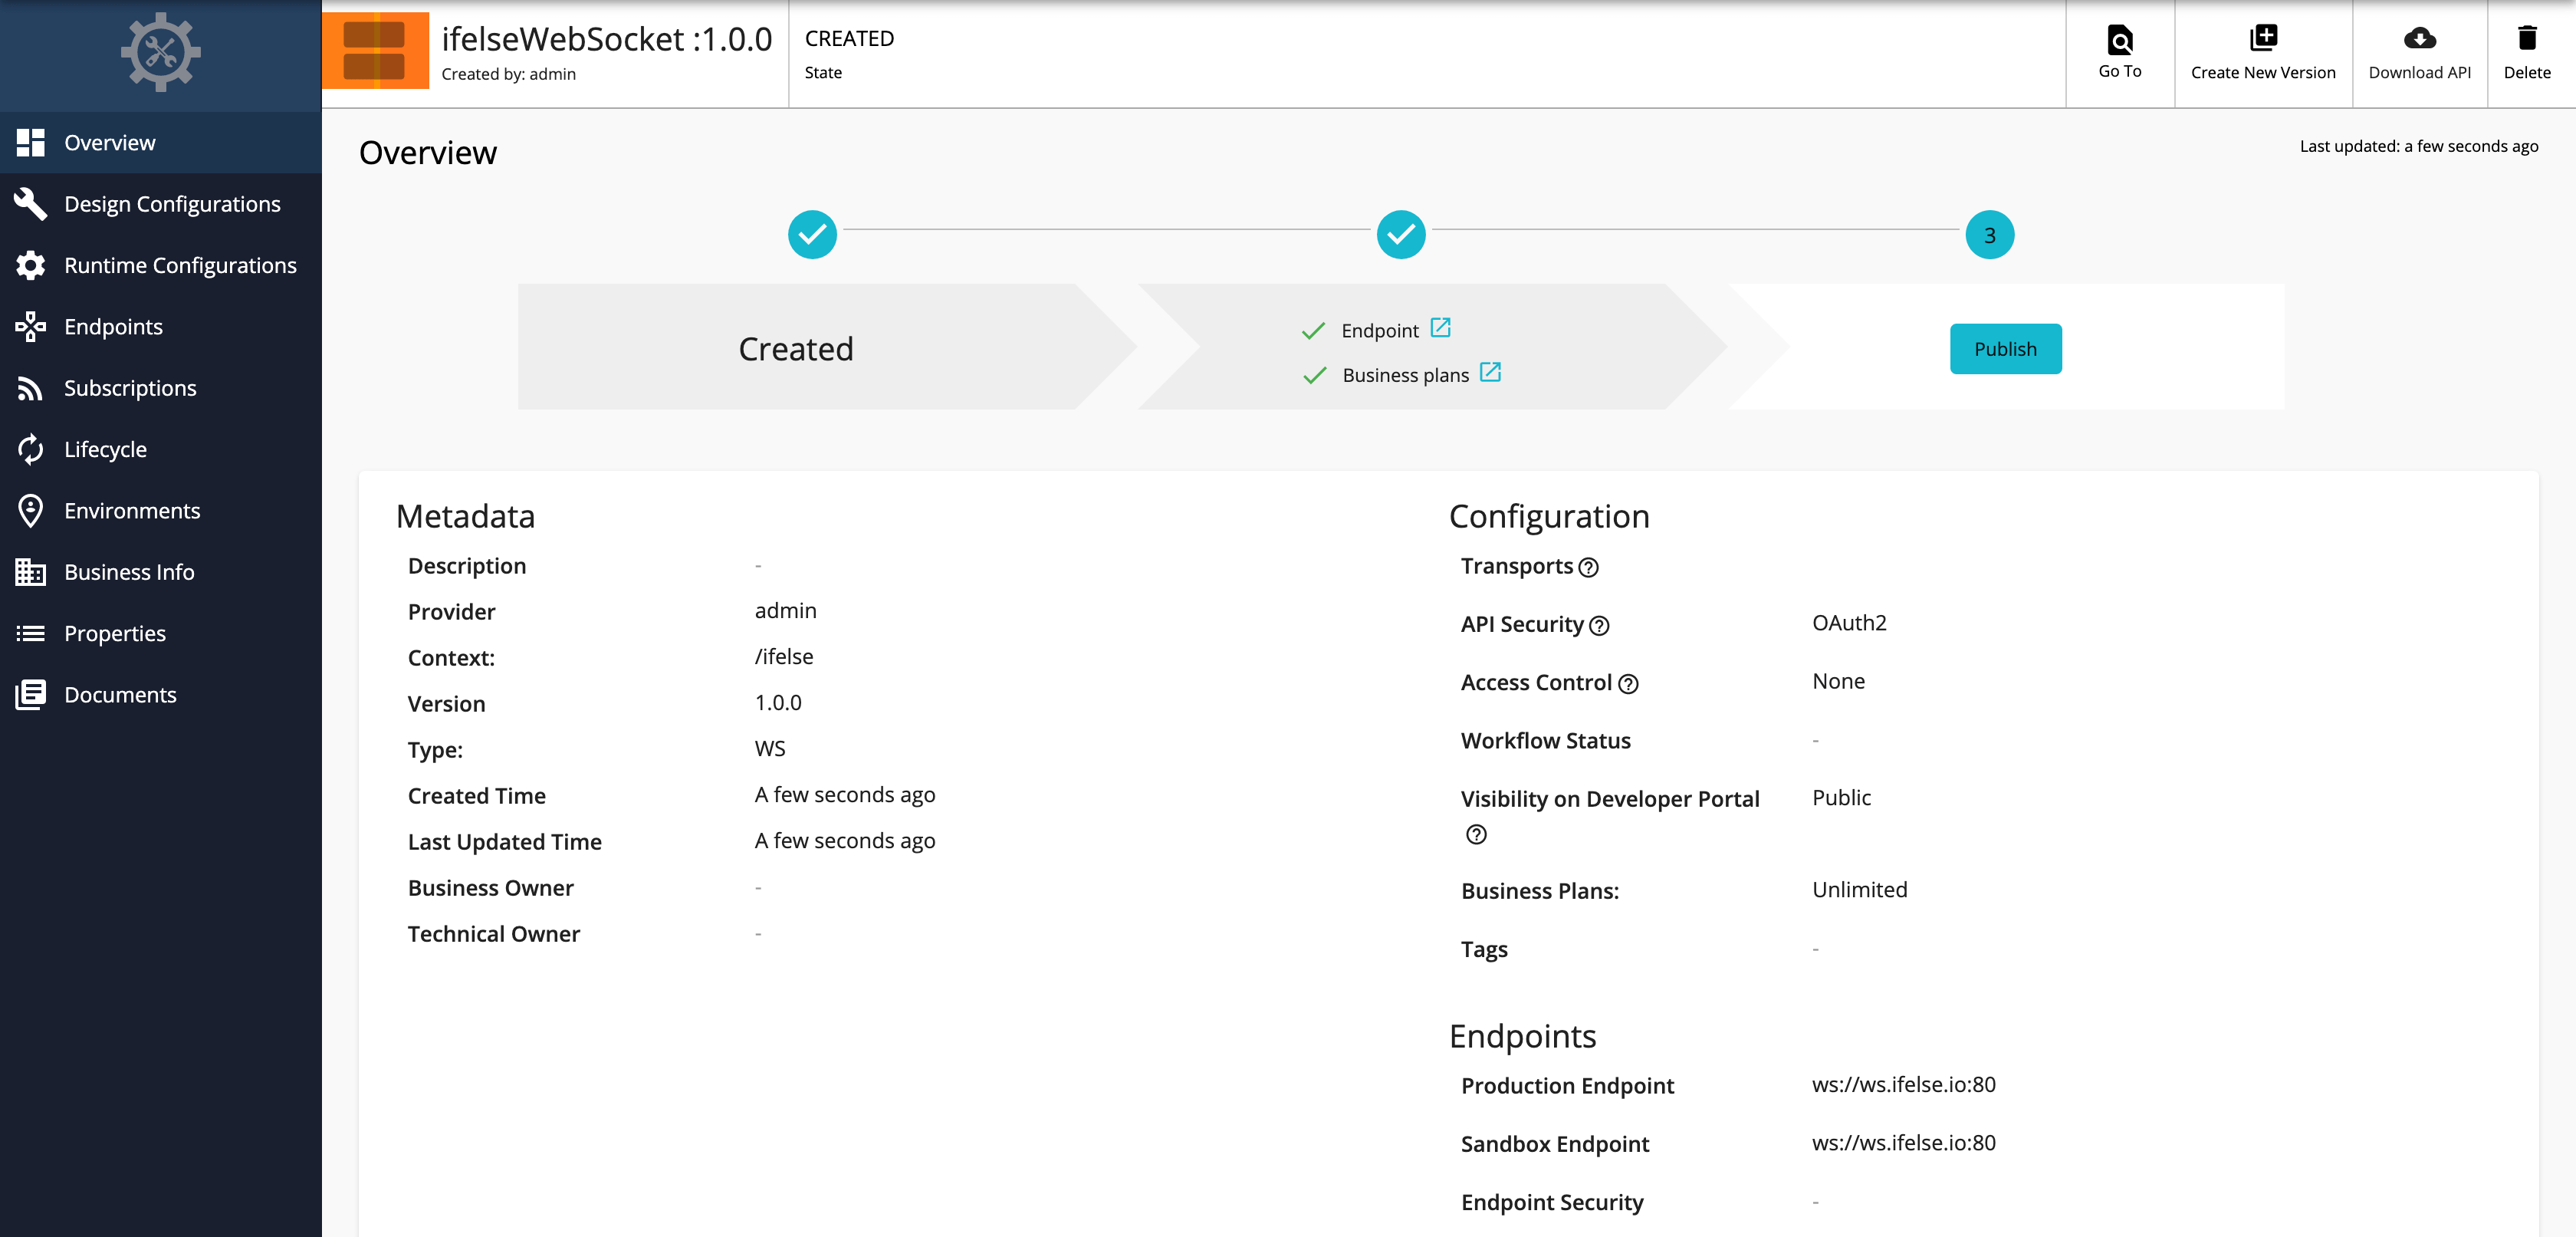 ifelseWebSocket :1.0.0
Created by: admin
CREATED
State
Go To
Create New Version
Download API
Delete
Overview
Design Configurations
Runtime Configurations
Endpoints
Subscriptions
Lifecycle
Environments
Business Info
Properties
Documents
Overview
Last updated: a few seconds ago
3
Created
Endpoint
Business plans
Publish
Metadata
Description -
Provider admin
Context: /ifelse
Version 1.0.0
Type: WS
Created Time A few seconds ago
Last Updated Time A few seconds ago
Business Owner -
Technical Owner -
Configuration
Transports
API Security OAuth2
Access Control None
Workflow Status -
Visibility on Developer Portal Public
Business Plans: Unlimited
Tags -
Endpoints
Production Endpoint ws://ws.ifelse.io:80
Sandbox Endpoint ws://ws.ifelse.io:80
Endpoint Security -